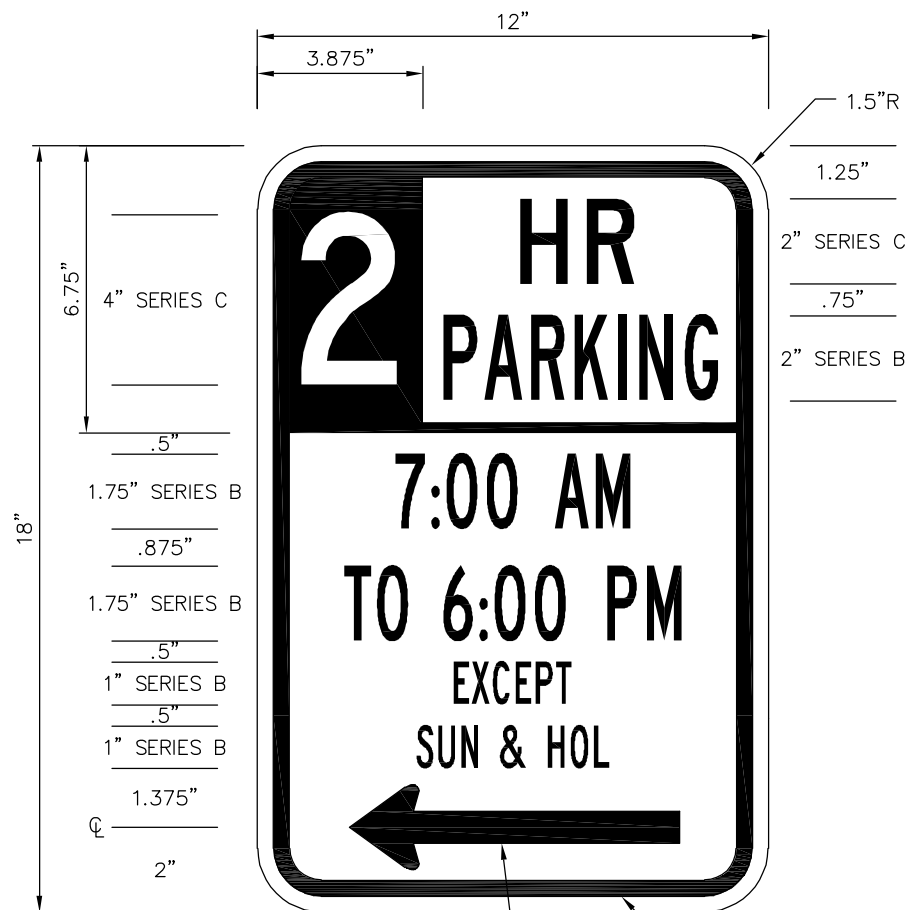 12”
3.875”
1.5”R
1.25”
2” SERIES C
.75”
2” SERIES B
6.75”
4” SERIES C
18”
.5”
1.75” SERIES B
.875”
1.75” SERIES B
.5”
1” SERIES B
.5”
1” SERIES B
1.375”
℄
2”
2
HR
PARKING
7:00 AM
TO 6:00 PM
EXCEPT
SUN & HOL